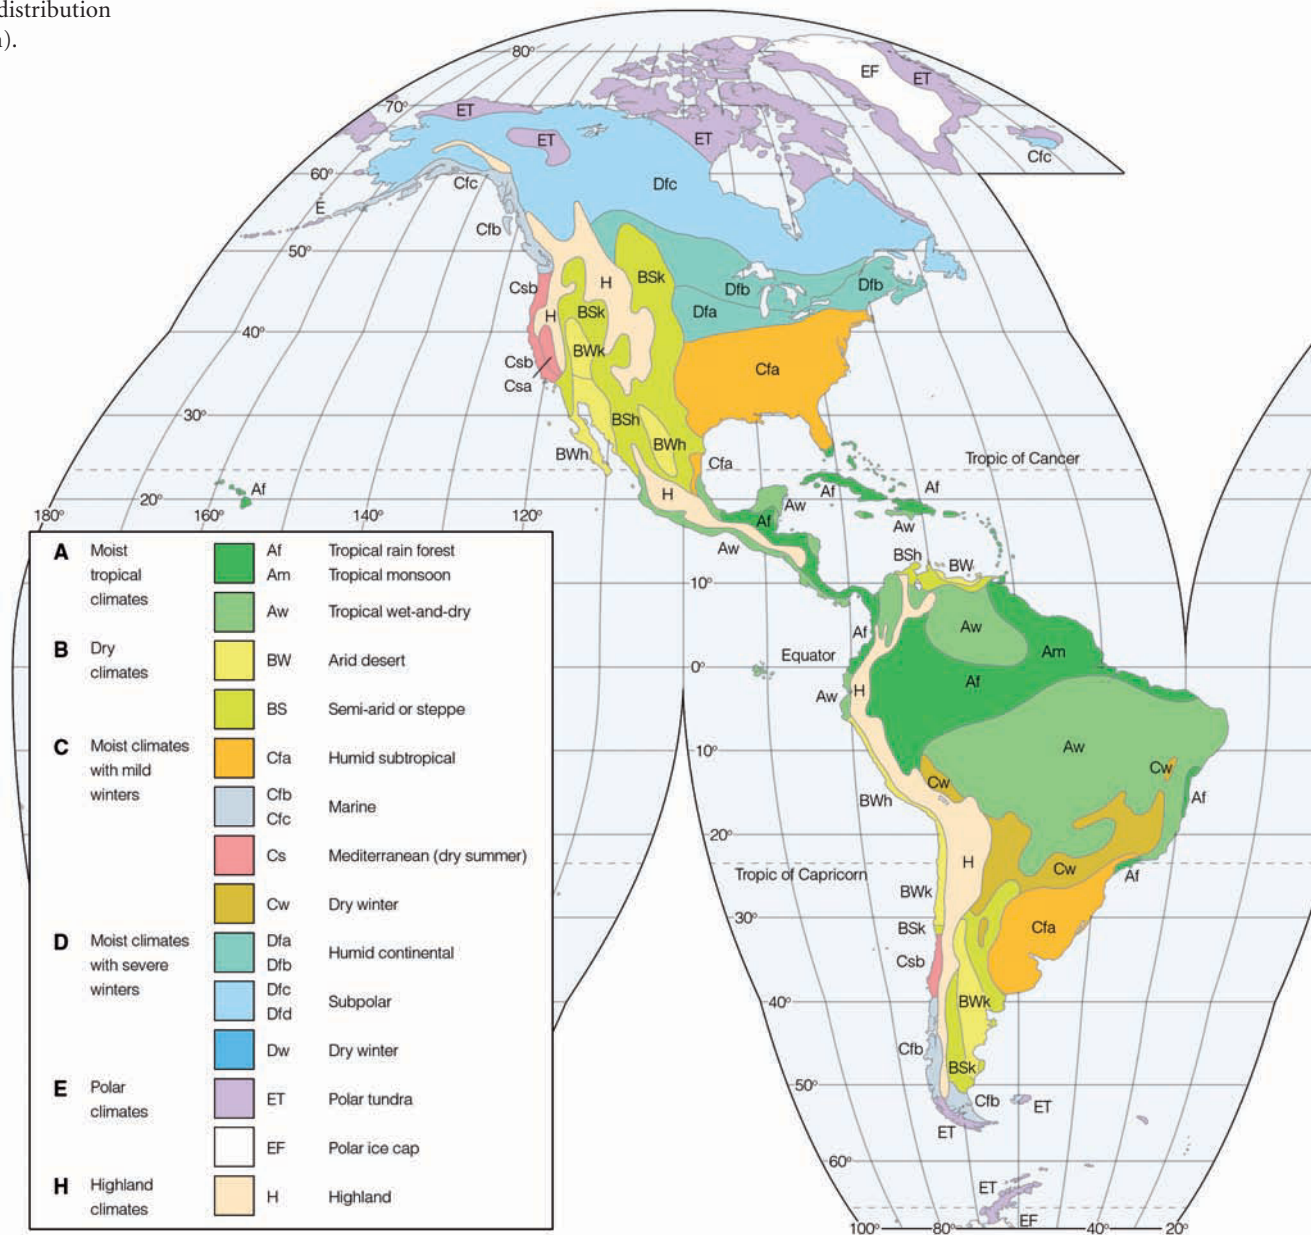 distribution
).
80°
EF
ET
70°
ET
ET
ET
Cfc
60°
Cfc
Dfc
E
Cfb
50°
BSk
H
Csb
Dfb
Dfb
BSk
Dfa
H
40°
BWk
Csb
Cfa
Csa
30°
BSh
BWh
BWh
Cfa
Tropic of Cancer
Af
H
Af
Af
20°
Aw
Af
Aw
180°
160°
140°
120°
Aw
BSh
BW
10°
Af
Aw
Equator
Am
0°
Af
Aw
H
Aw
10°
Cw
Cw
BWh
Af
20°
H
Cw
Af
Tropic of Capricorn
BWk
30°
BSk
Cfa
Csb
40°
BWk
Cfb
BSk
50°
Cfb
ET
ET
60°
ET
EF
100°
80°
40°
20°
A Moist tropical climates
Af Tropical rain forest
Am Tropical monsoon
Aw Tropical wet-and-dry
B Dry climates
BW Arid desert
BS Semi-arid or steppe
C Moist climates with mild winters
Cfa Humid subtropical
Cfb
Cfc
Marine
Cs Mediterranean (dry summer)
Cw Dry winter
D Moist climates with severe winters
Dfa
Dfb
Humid continental
Dfc
Dfd
Subpolar
Dw Dry winter
E Polar climates
ET Polar tundra
EF Polar ice cap
H Highland climates
H Highland